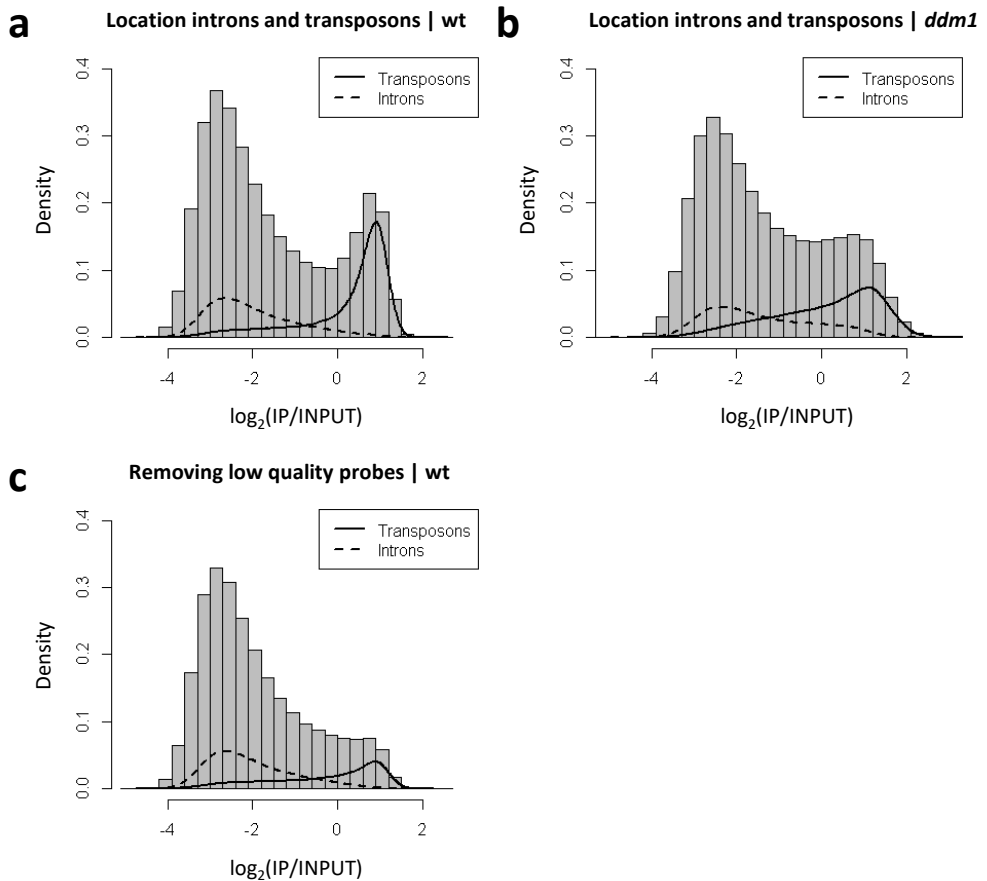 a
Location introns and transposons | wt
0.4
0.3
0.2
0.1
0.0
Density
Transposons
Introns
-4
-2
0
2
log2(IP/INPUT)
b
Location introns and transposons | ddm1
0.4
0.3
0.2
0.1
0.0
Density
Transposons
Introns
-4
-2
0
2
log2(IP/INPUT)
c
Removing low quality probes | wt
0.4
0.3
0.2
0.1
0.0
Density
Transposons
Introns
-4
-2
0
2
log2(IP/INPUT)